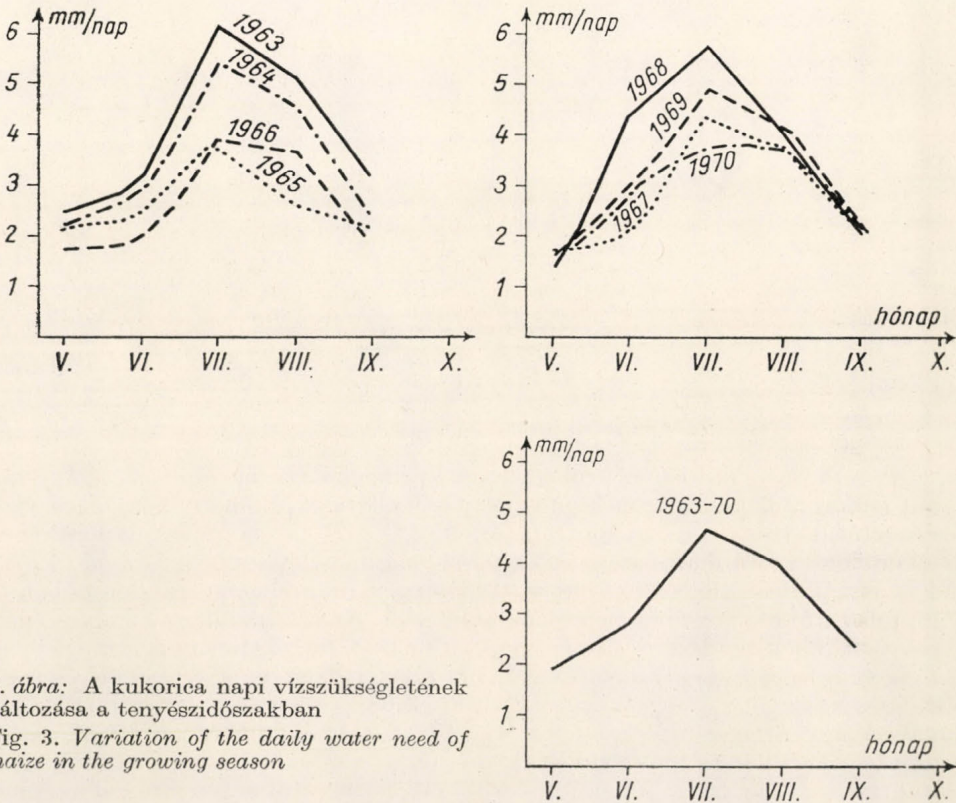 mm/nap
6
5
4
3
2
1
1963
1964
1966
1965
V. VI. VII. VIII. IX. X.
mm/nap
6
5
4
3
2
1
1968
1969
1970
1967
hónap
V. VI. VII. VIII. IX. X.
mm/nap
6
5
4
3
2
1
1963-70
hónap
V. VI. VII. VIII. IX. X.
. ábra: A kukorica napi vízszükségletének
áltozása a tenyészidőszakban
ig. 3. Variation of the daily water need of
naize in the growing season